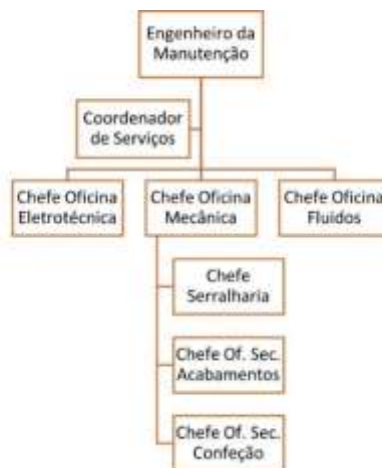 Engenheiro da
Manutenção
Coordenador
de Serviços
Chefe Oficina
Eletrotécnica
Chefe Oficina
Mecânica
Chefe Oficina
Fluidos
Chefe
Serralharia
Chefe Of. Sec.
Acabamentos
Chefe Of. Sec.
Confeção